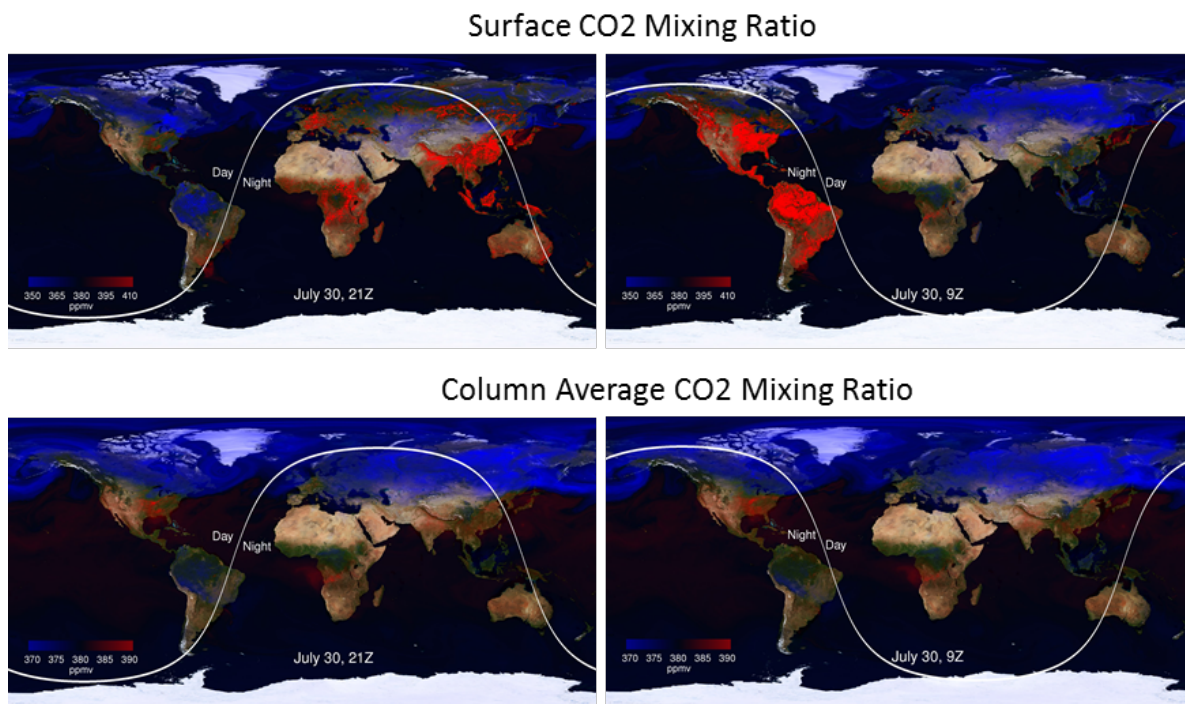 Surface CO2 Mixing Ratio
Day
Night
350 365 380 395 410
ppmv
July 30, 21Z
Night
Day
350 365 380 395 410
ppmv
July 30, 9Z
Column Average CO2 Mixing Ratio
Day
Night
370 375 380 385 390
ppmv
July 30, 21Z
Night
Day
370 375 380 385 390
ppmv
July 30, 9Z